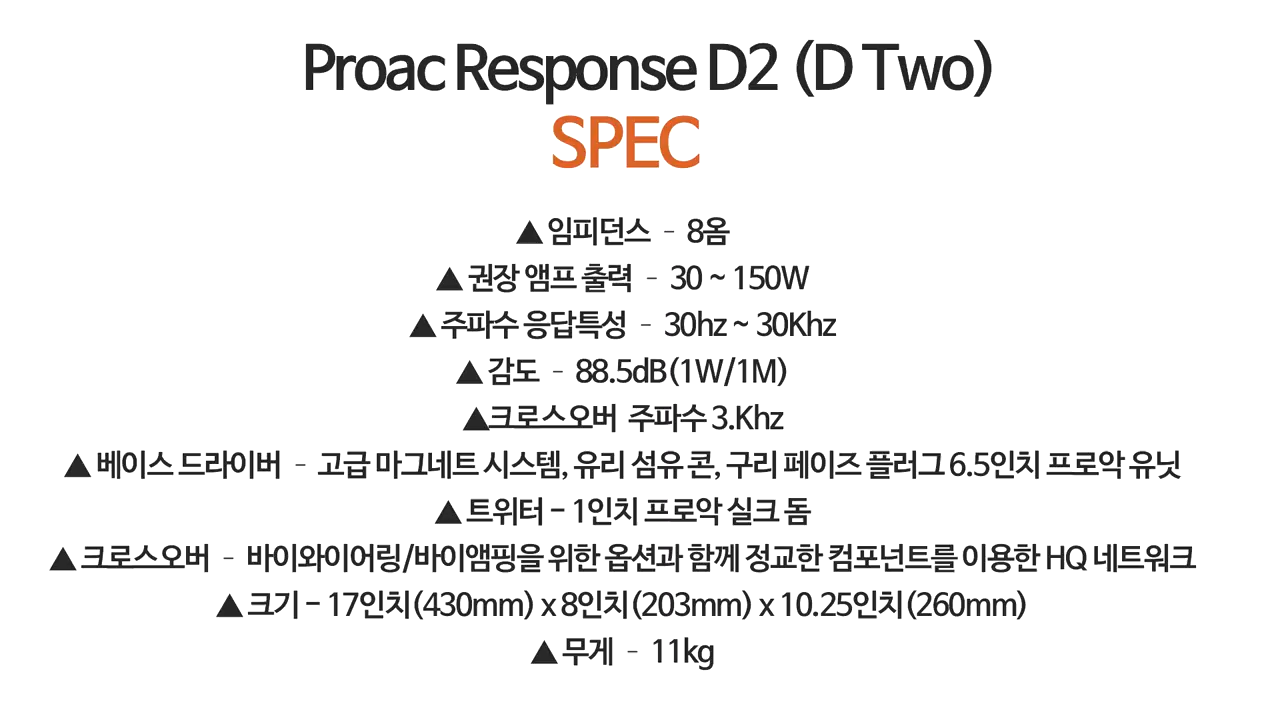 Proac Response D2 (D Two)
SPEC
▲ 임피던스 - 8옴
▲ 권장 앰프 출력 - 30 ~ 150W
▲ 주파수 응답특성 - 30hz ~ 30Khz
▲ 감도 - 88.5dB(1W/1M)
▲크로스오버 주파수 3.Khz
▲ 베이스 드라이버 - 고급 마그네트 시스템, 유리 섬유 콘, 구리 페이즈 플러그 6.5인치 프로악 유닛
▲ 트위터 - 1인치 프로악 실크 돔
▲ 크로스오버 - 바이와이어링/바이앰핑을 위한 옵션과 함께 정교한 컴포넌트를 이용한 HQ 네트워크
▲ 크기 - 17인치(430mm) x 8인치(203mm) x 10.25인치(260mm)
▲ 무게 - 11kg